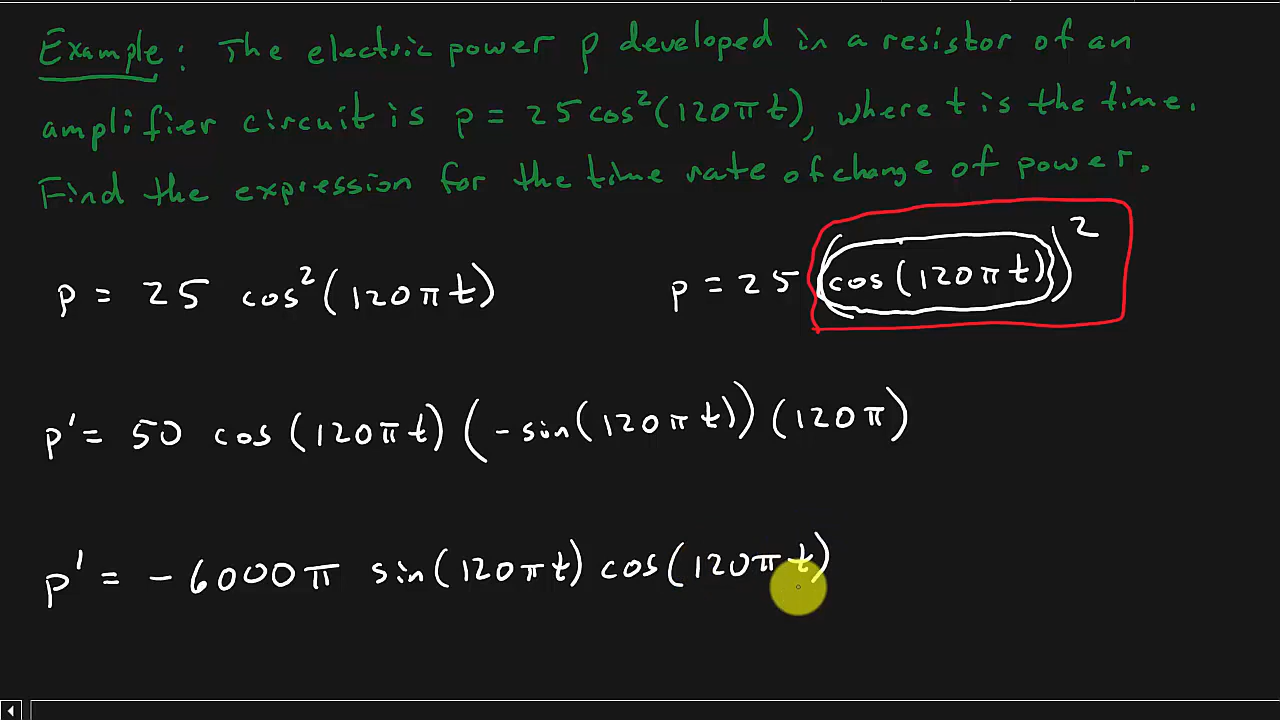 Example: The electric power p developed in a resistor of an
amplifier circuit is p = 25cos²(120πt), where t is the time.
Find the expression for the time rate of change of power.
p = 25 cos²(120πt) p = 25 (cos(120πt))²
p' = 50 cos(120πt)(-sin(120πt))(120π)
p' = -6000π sin(120πt) cos(120πt)